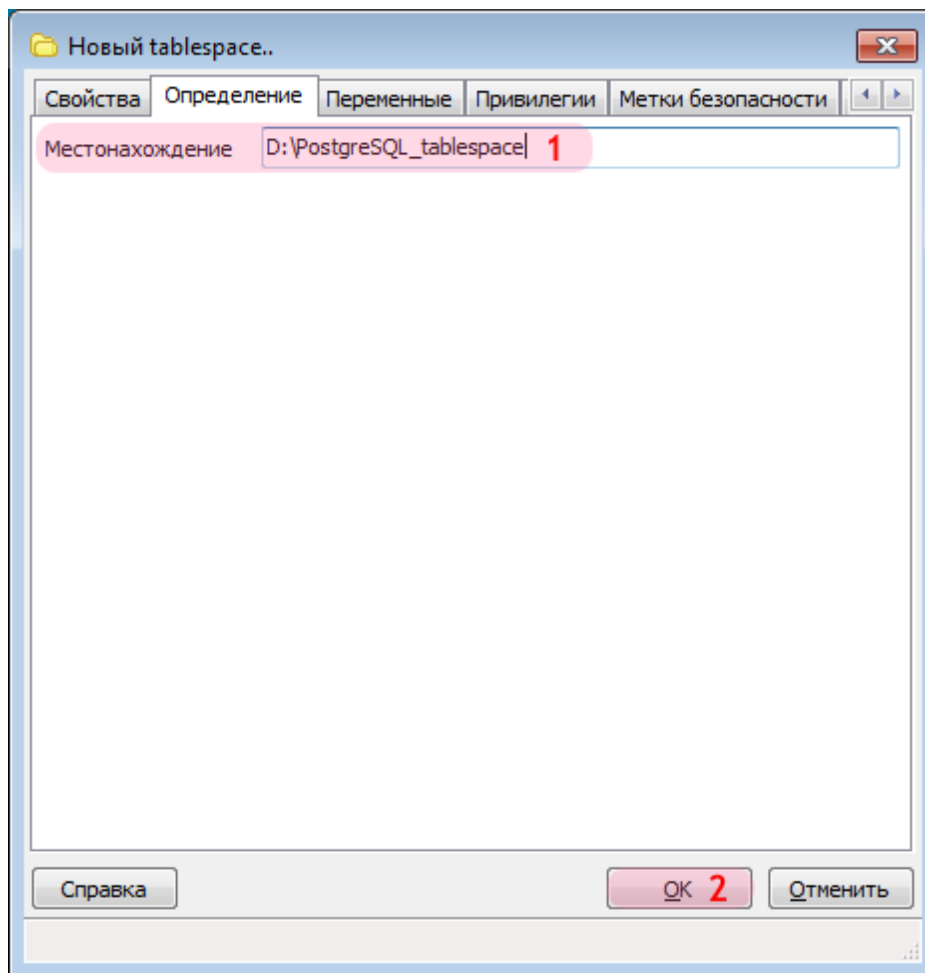 Новый tablespace..
Свойства Определение Переменные Привилегии Метки безопасности
Местонахождение D:\PostgreSQL_tablespace 1
Справка OK 2 Отменить